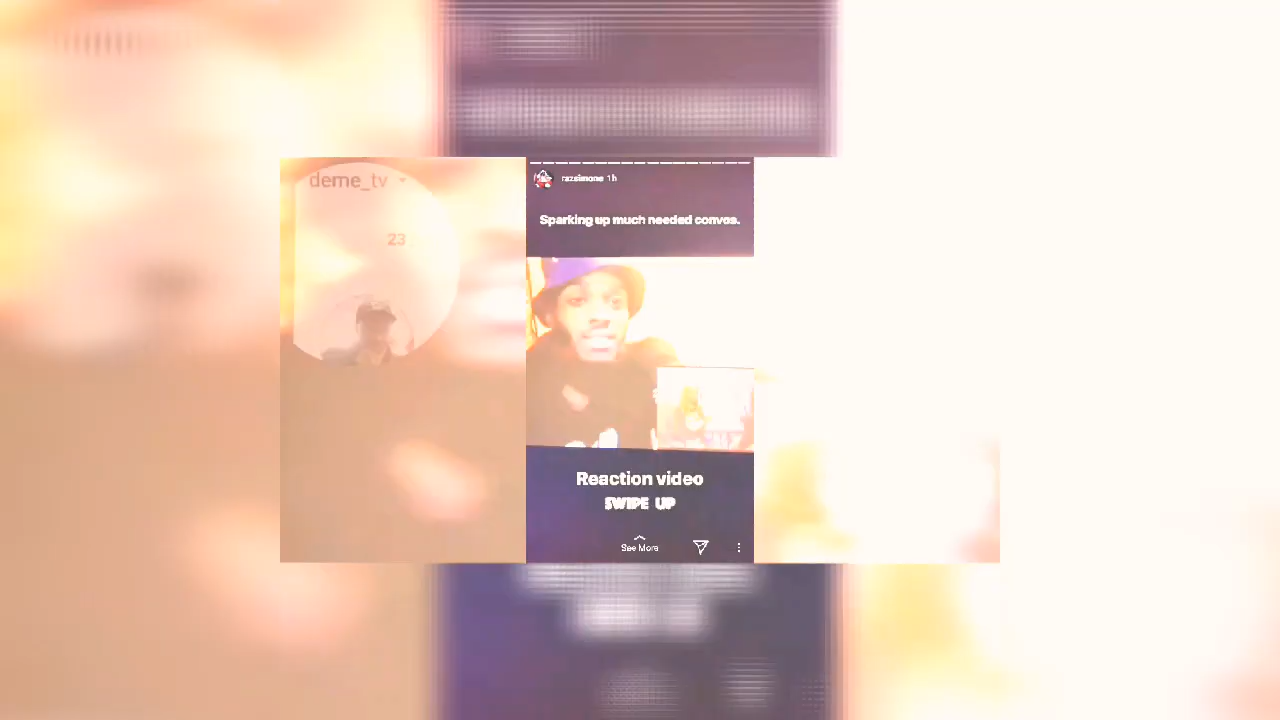 deme_tv
23
razsimone 1h
Sparking up much needed convos.
Reaction video
SWIPE UP
See More